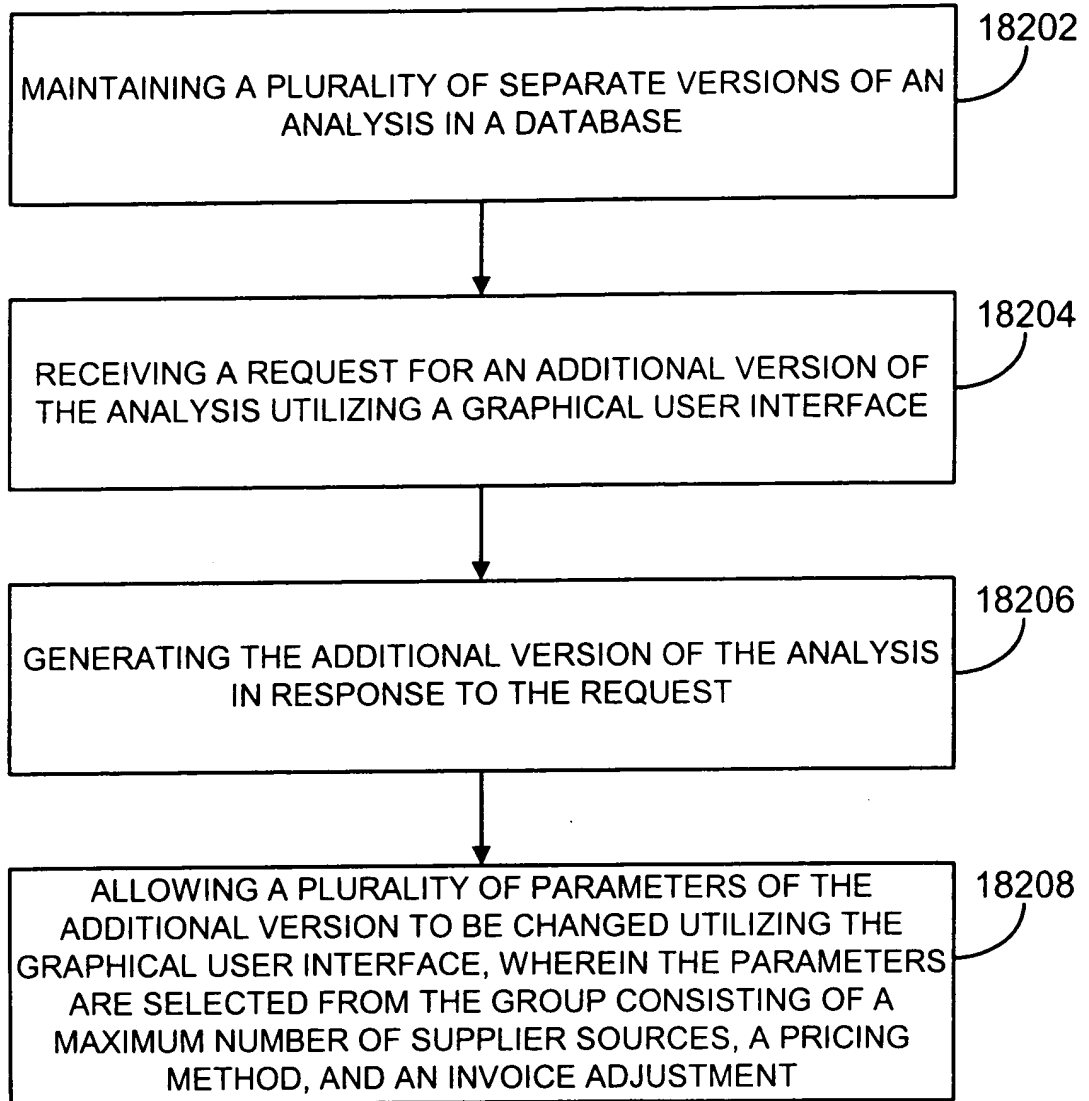 18202
MAINTAINING A PLURALITY OF SEPARATE VERSIONS OF AN
ANALYSIS IN A DATABASE
18204
RECEIVING A REQUEST FOR AN ADDITIONAL VERSION OF
THE ANALYSIS UTILIZING A GRAPHICAL USER INTERFACE
18206
GENERATING THE ADDITIONAL VERSION OF THE ANALYSIS
IN RESPONSE TO THE REQUEST
18208
ALLOWING A PLURALITY OF PARAMETERS OF THE
ADDITIONAL VERSION TO BE CHANGED UTILIZING THE
GRAPHICAL USER INTERFACE, WHEREIN THE PARAMETERS
ARE SELECTED FROM THE GROUP CONSISTING OF A
MAXIMUM NUMBER OF SUPPLIER SOURCES, A PRICING
METHOD, AND AN INVOICE ADJUSTMENT